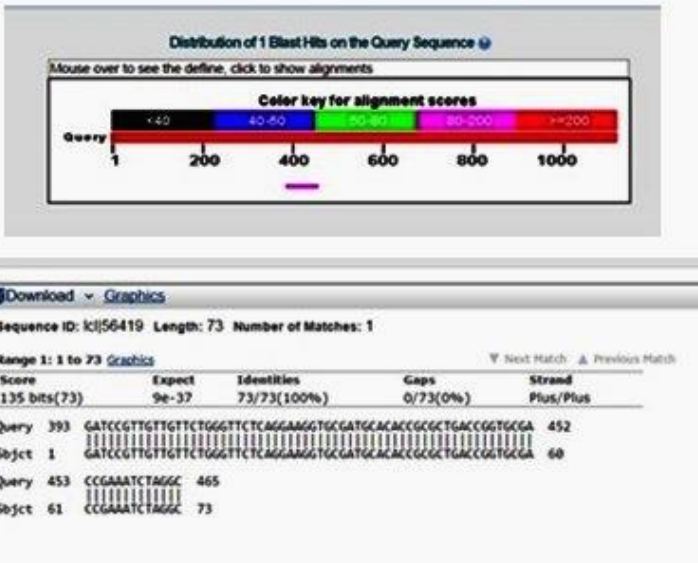 Distribution of 1 Blast Hits on the Query Sequence
Mouse over to see the defline, click to show alignments
Color key for alignment scores
<40 40-50 50-80 80-200 >=200
Query
1 200 400 600 800 1000
Download Graphics
Sequence ID: lcl|56419 Length: 73 Number of Matches: 1
Range 1: 1 to 73 Graphics Next Match Previous Match
Score Expect Identities Gaps Strand
135 bits(73) 9e-37 73/73(100%) 0/73(0%) Plus/Plus
Query 393 GATCCGTTGTTGTTCTGGGTTCTCAGGAAGGTGCGATGCACACCGCGCTGACCGGTGCGA 452
Sbjct 1 GATCCGTTGTTGTTCTGGGTTCTCAGGAAGGTGCGATGCACACCGCGCTGACCGGTGCGA 60
Query 453 CCGAAATCTAGGC 465
Sbjct 61 CCGAAATCTAGGC 73